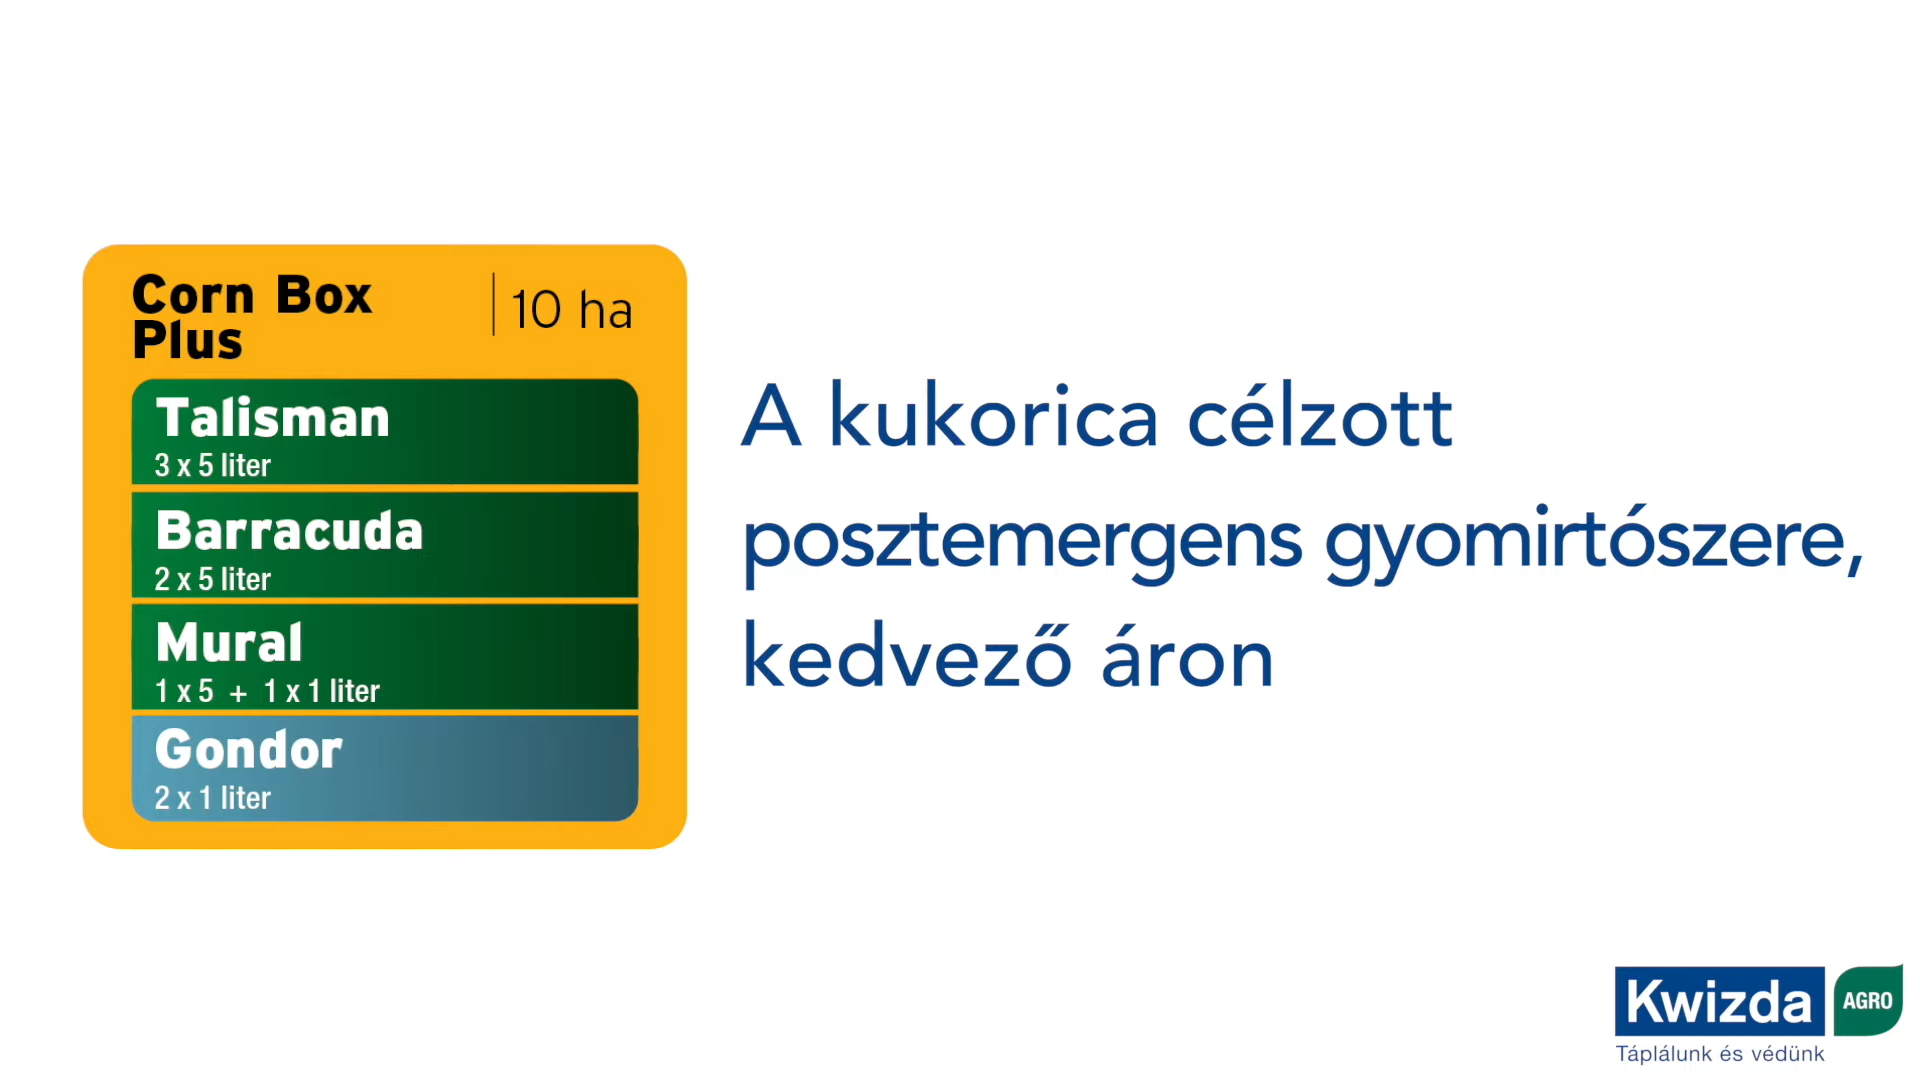 Corn Box
Plus
10 ha
Talisman
3 x 5 liter
Barracuda
2 x 5 liter
Mural
1 x 5 + 1 x 1 liter
Gondor
2 x 1 liter
A kukorica célzott
posztemergens gyomirtószere,
kedvező áron
Kwizda
AGRO
Táplálunk és védünk